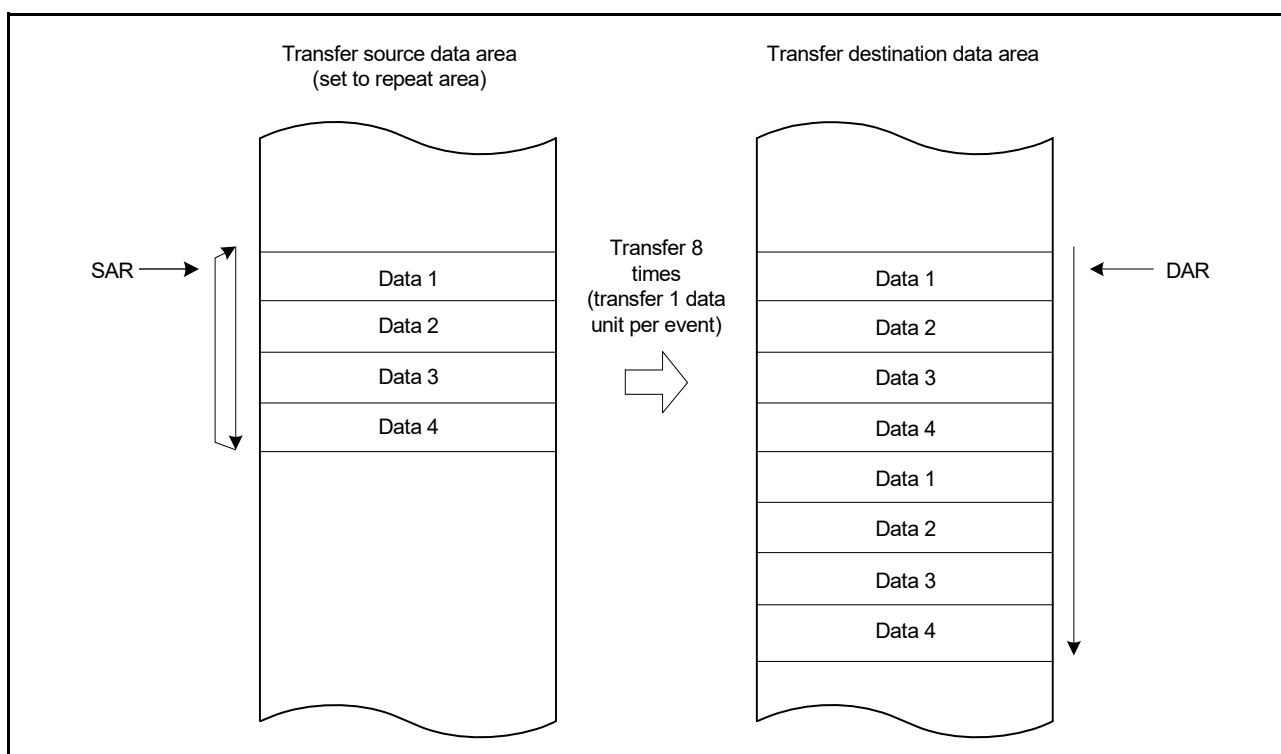 Transfer source data area
(set to repeat area)
Transfer destination data area
SAR
Data 1
Data 2
Data 3
Data 4
Transfer 8
times
(transfer 1 data
unit per event)
DAR
Data 1
Data 2
Data 3
Data 4
Data 1
Data 2
Data 3
Data 4